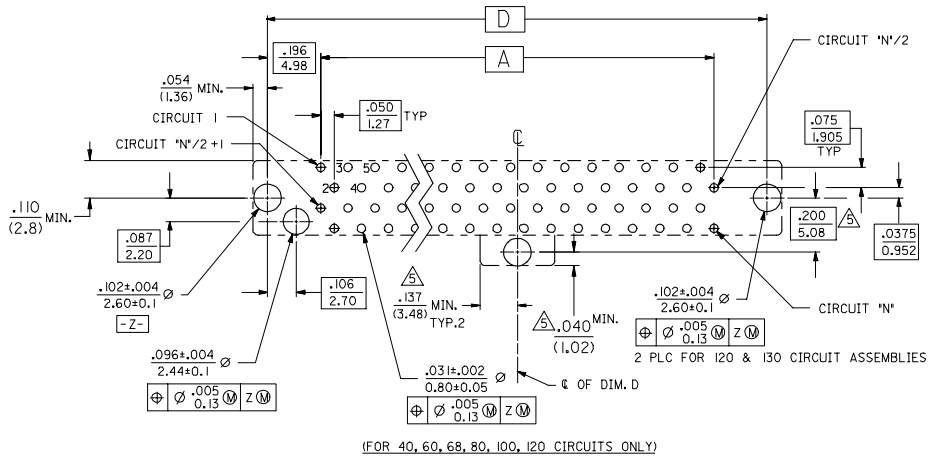 D
CIRCUIT "N"/2
.196
4.98
A
.054
(1.36) MIN.
.050
1.27 TYP
CIRCUIT 1
CIRCUIT "N"/2 +1
.075
1.905
TYP
℄
3 5
2 4
.110
(2.8) MIN.
.087
2.20
.200
5.08 5
.0375
0.952
.106
2.70
5
.137
(3.48) MIN.
TYP.2
5 .040 MIN.
(1.02)
.102±.004
2.60±0.1 ⌀
-Z-
.102±.004
2.60±0.1 ⌀
CIRCUIT "N"
⌖ ⌀ .005
0.13 Ⓜ Z Ⓜ
2 PLC FOR 120 & 130 CIRCUIT ASSEMBLIES
.096±.004
2.44±0.1 ⌀
⌖ ⌀ .005
0.13 Ⓜ Z Ⓜ
.031±.002
0.80±0.05 ⌀
⌖ ⌀ .005
0.13 Ⓜ Z Ⓜ
℄ OF DIM. D
(FOR 40, 60, 68, 80, 100, 120 CIRCUITS ONLY)